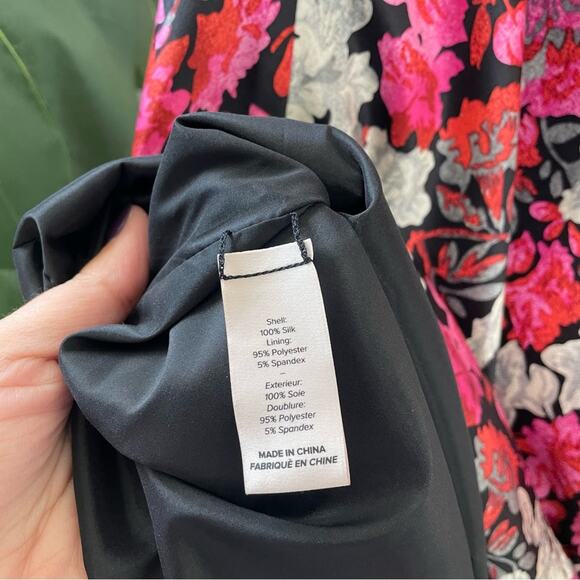 Shell:
100% Silk
Lining:
95% Polyester
5% Spandex
–
Exterieur:
100% Soie
Doublure:
95% Polyester
5% Spandex
MADE IN CHINA
FABRIQUÉ EN CHINE